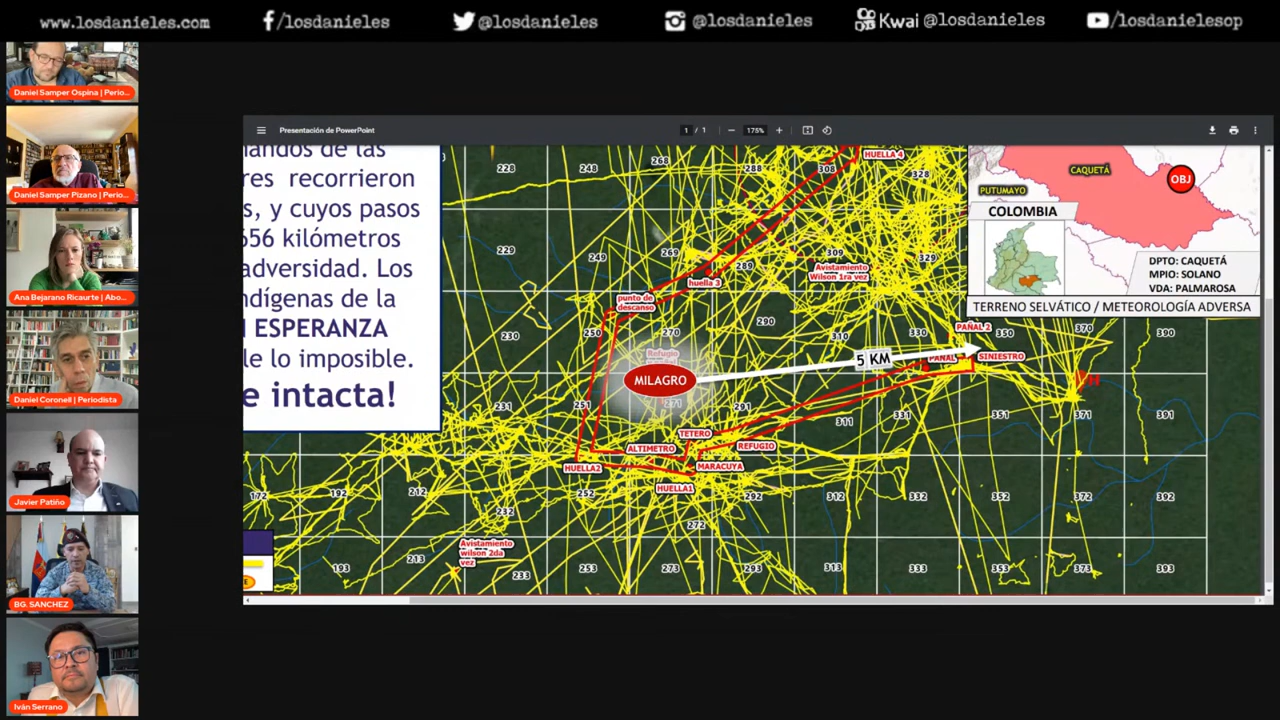 www.losdanieles.com
/losdanieles
@losdanieles
@losdanieles
Kwai @losdanieles
/losdanielesop
Daniel Samper Ospina | Perio...
Daniel Samper Pizano | Perio...
Ana Bejarano Ricaurte | Abo...
Daniel Coronell | Periodista
Javier Patiño
BG. SANCHEZ
Iván Serrano
Presentación de PowerPoint
1 / 1
175%
res recorrieron
s, y cuyos pasos
656 kilómetros
adversidad. Los
ndígenas de la
ESPERANZA
le lo imposible.
e intacta!
228
248
268
288
308
HUELLA 4
328
229
249
269
289
309
329
huella 3
Avistamiento
Wilson 1ra vez
punto de
descanso
230
250
270
290
310
330
PAÑAL 2
350
370
390
Refugio
MILAGRO
5 KM
PAÑAL
SINIESTRO
231
251
271
291
311
331
351
371
391
TETERO
ALTIMETRO
REFUGIO
HUELLA2
MARACUYA
HUELLA1
172
192
212
232
252
272
292
312
332
352
372
392
Avistamiento
wilson 2da
vez
193
213
233
253
273
293
313
333
353
373
393
PUTUMAYO
CAQUETÁ
OBJ
COLOMBIA
DPTO: CAQUETÁ
MPIO: SOLANO
VDA: PALMAROSA
TERRENO SELVÁTICO / METEOROLOGÍA ADVERSA